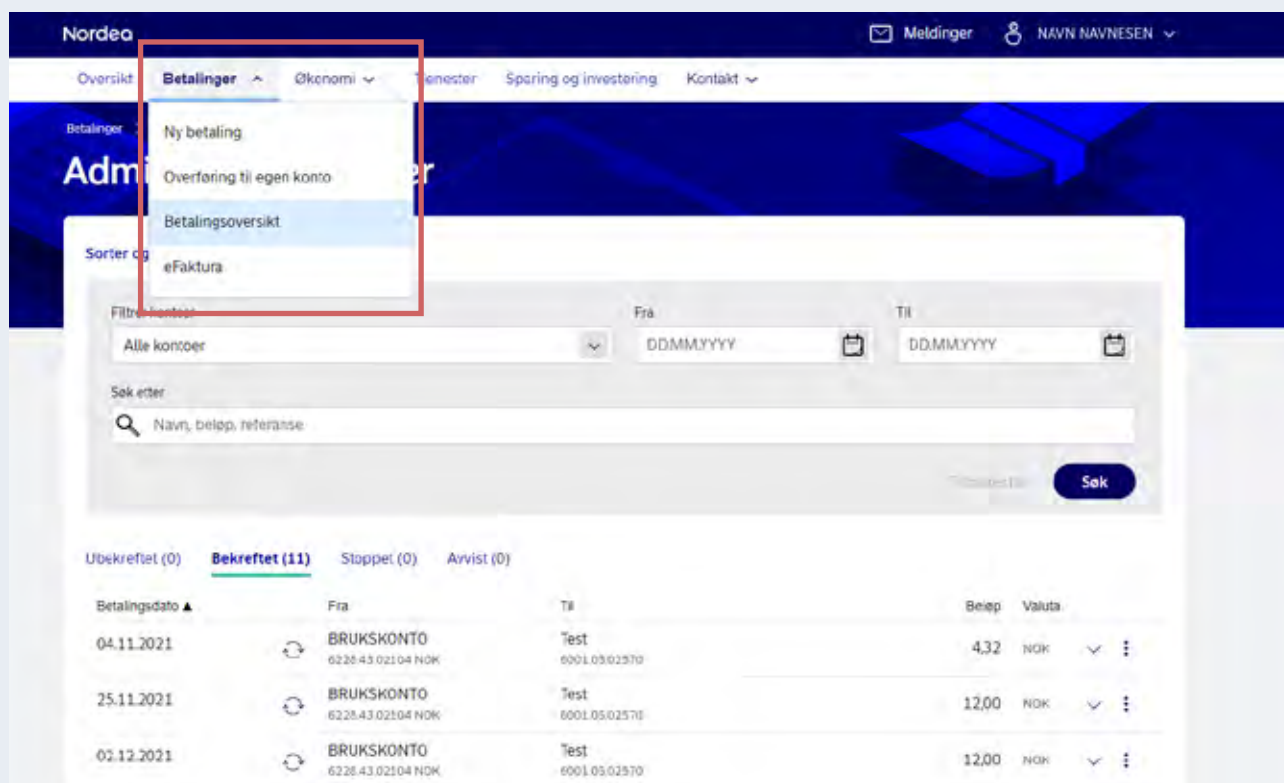 Nordea Meldinger NAVN NAVNESEN
Oversikt Betalinger Økonomi Tjenester Sparing og investering Kontakt
Betalinger
Ny betaling
Adm
r
Overføring til egen konto
Betalingsoversikt
Sorter og
eFaktura
Filtrer kontoer Fra Til
Alle kontoer DD.MM.YYYY DD.MM.YYYY
Søk etter
Navn, beløp, referanse
Søk
Ubekreftet (0) Bekreftet (11) Stoppet (0) Avvist (0)
Betalingsdato ▲ Fra Til Beløp Valuta
04.11.2021 BRUKSKONTO Test 4,32 NOK
6228.43.02104 NOK 6001.05.02570
25.11.2021 BRUKSKONTO Test 12,00 NOK
6228.43.02104 NOK 6001.05.02570
02.12.2021 BRUKSKONTO Test 12,00 NOK
6228.43.02104 NOK 6001.05.02570